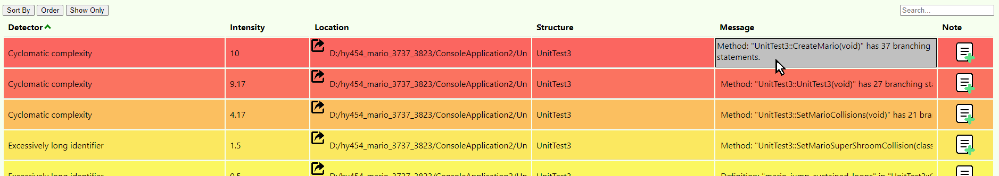 Sort By Order Show Only Search...
Detector Intensity Location Structure Message Note
Cyclomatic complexity 10 D:/hy454_mario_3737_3823/ConsoleApplication2/Un UnitTest3 Method: "UnitTest3::CreateMario(void)" has 37 branching
statements.
Cyclomatic complexity 9.17 D:/hy454_mario_3737_3823/ConsoleApplication2/Un UnitTest3 Method: "UnitTest3::UnitTest3(void)" has 27 branching st
Cyclomatic complexity 4.17 D:/hy454_mario_3737_3823/ConsoleApplication2/Un UnitTest3 Method: "UnitTest3::SetMarioCollisions(void)" has 21 bra
Excessively long identifier 1.5 D:/hy454_mario_3737_3823/ConsoleApplication2/Un UnitTest3 Method: "UnitTest3::SetMarioSuperShroomCollision(clas
Excessively long identifier 0.5 D:/hy454_mario_3737_3823/ConsoleApplication2/Un UnitTest3 Definition: "mario_jump_sustained_loops" in "UnitTest3::